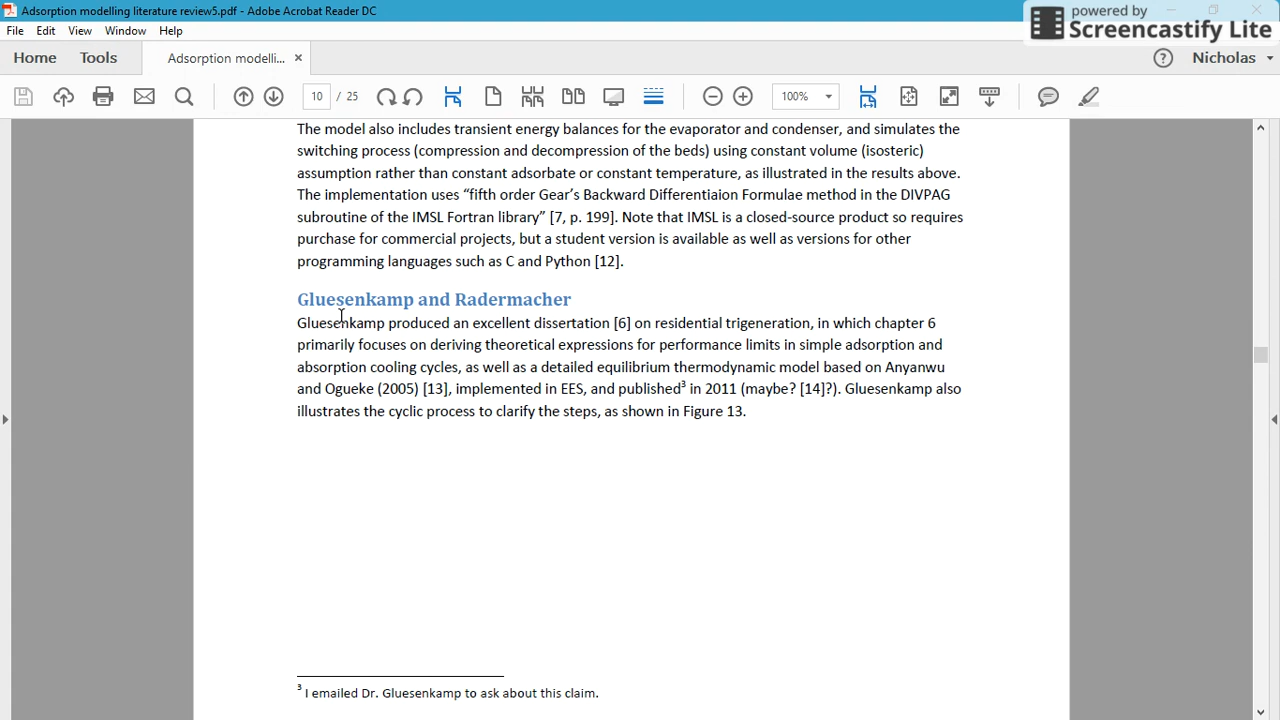 Adsorption modelling literature review5.pdf - Adobe Acrobat Reader DC
powered by
Screencastify Lite
File Edit View Window Help
Home Tools Adsorption modelli... × ? Nicholas
10 / 25 100%
The model also includes transient energy balances for the evaporator and condenser, and simulates the
switching process (compression and decompression of the beds) using constant volume (isosteric)
assumption rather than constant adsorbate or constant temperature, as illustrated in the results above.
The implementation uses “fifth order Gear’s Backward Differentiaion Formulae method in the DIVPAG
subroutine of the IMSL Fortran library” [7, p. 199]. Note that IMSL is a closed-source product so requires
purchase for commercial projects, but a student version is available as well as versions for other
programming languages such as C and Python [12].
Gluesenkamp and Radermacher
Gluesenkamp produced an excellent dissertation [6] on residential trigeneration, in which chapter 6
primarily focuses on deriving theoretical expressions for performance limits in simple adsorption and
absorption cooling cycles, as well as a detailed equilibrium thermodynamic model based on Anyanwu
and Ogueke (2005) [13], implemented in EES, and published³ in 2011 (maybe? [14]?). Gluesenkamp also
illustrates the cyclic process to clarify the steps, as shown in Figure 13.
³ I emailed Dr. Gluesenkamp to ask about this claim.